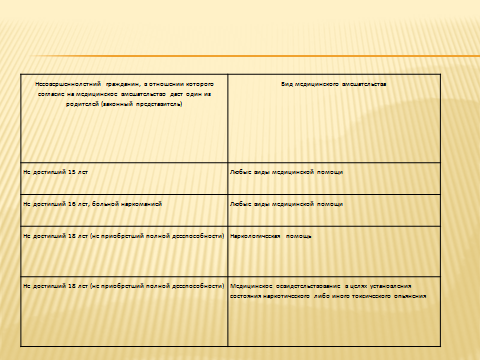 Несовершеннолетний гражданин, в отношении которого
согласие на медицинское вмешательство дает один из
родителей (законный представитель)
Вид медицинского вмешательства
Не достигший 15 лет
Любые виды медицинской помощи
Не достигший 16 лет, больной наркоманией
Любые виды медицинской помощи
Не достигший 18 лет (не приобретший полной дееспособности)
Наркологическая помощь
Не достигший 18 лет (не приобретший полной дееспособности)
Медицинское освидетельствование в целях установления
состояния наркотического либо иного токсического опьянения